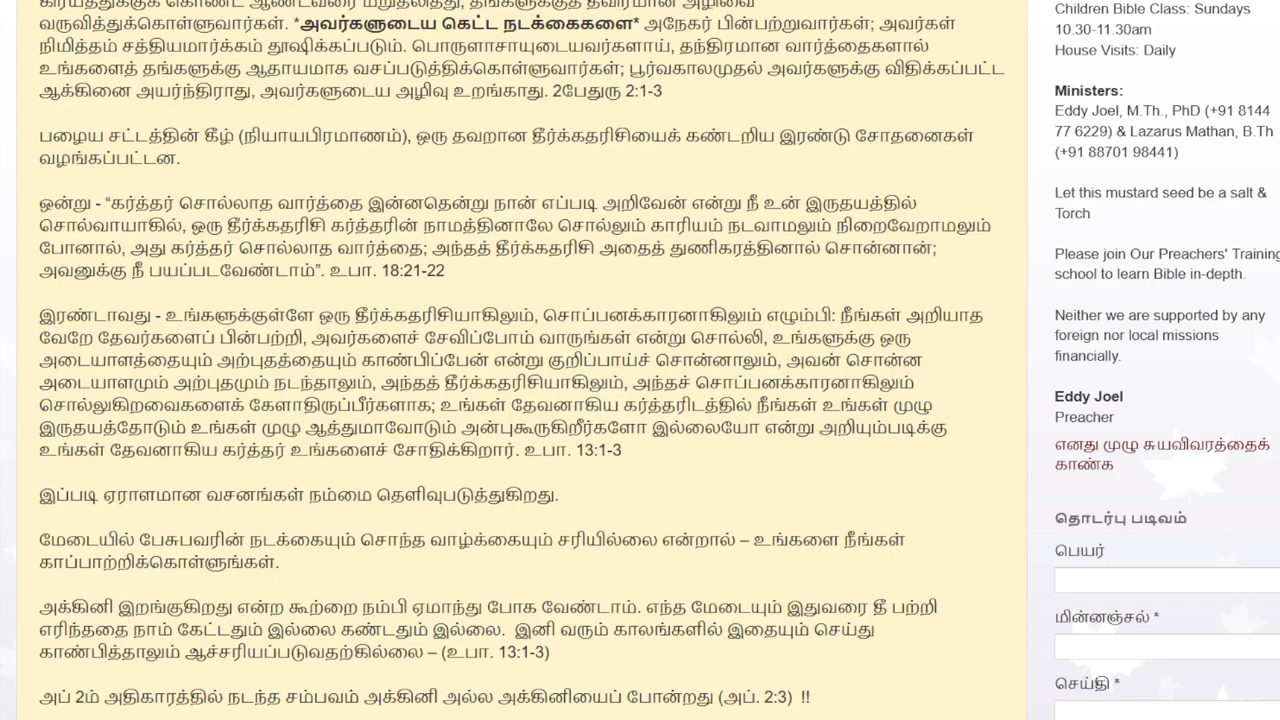 கிரயத்துக்குக் கொண்ட ஆண்டவரை மறுதலித்து, தங்களுக்குத் தீவிரமான அழிவை
வருவித்துக்கொள்ளுவார்கள். *அவர்களுடைய கெட்ட நடக்கைகளை* அநேகர் பின்பற்றுவார்கள்; அவர்கள்
நிமித்தம் சத்தியமார்க்கம் தூஷிக்கப்படும். பொருளாசையுடையவர்களாய், தந்திரமான வார்த்தைகளால்
உங்களைத் தங்களுக்கு ஆதாயமாக வசப்படுத்திக்கொள்ளுவார்கள்; பூர்வகாலமுதல் அவர்களுக்கு விதிக்கப்பட்ட
ஆக்கினை அயர்ந்திராது, அவர்களுடைய அழிவு உறங்காது. 2பேதுரு 2:1-3
பழைய சட்டத்தின் கீழ் (நியாயபிரமாணம்), ஒரு தவறான தீர்க்கதரிசியைக் கண்டறிய இரண்டு சோதனைகள்
வழங்கப்பட்டன.
ஒன்று - “கர்த்தர் சொல்லாத வார்த்தை இன்னதென்று நான் எப்படி அறிவேன் என்று நீ உன் இருதயத்தில்
சொல்வாயாகில், ஒரு தீர்க்கதரிசி கர்த்தரின் நாமத்தினாலே சொல்லும் காரியம் நடவாமலும் நிறைவேறாமலும்
போனால், அது கர்த்தர் சொல்லாத வார்த்தை; அந்தத் தீர்க்கதரிசி அதைத் துணிகரத்தினால் சொன்னான்;
அவனுக்கு நீ பயப்படவேண்டாம்”. உபா. 18:21-22
இரண்டாவது - உங்களுக்குள்ளே ஒரு தீர்க்கதரிசியாகிலும், சொப்பனக்காரனாகிலும் எழும்பி: நீங்கள் அறியாத
வேறே தேவர்களைப் பின்பற்றி, அவர்களைச் சேவிப்போம் வாருங்கள் என்று சொல்லி, உங்களுக்கு ஒரு
அடையாளத்தையும் அற்புதத்தையும் காண்பிப்பேன் என்று குறிப்பாய்ச் சொன்னாலும், அவன் சொன்ன
அடையாளமும் அற்புதமும் நடந்தாலும், அந்தத் தீர்க்கதரிசியாகிலும், அந்தச் சொப்பனக்காரனாகிலும்
சொல்லுகிறவைகளைக் கேளாதிருப்பீர்களாக; உங்கள் தேவனாகிய கர்த்தரிடத்தில் நீங்கள் உங்கள் முழு
இருதயத்தோடும் உங்கள் முழு ஆத்துமாவோடும் அன்புகூருகிறீர்களோ இல்லையோ என்று அறியும்படிக்கு
உங்கள் தேவனாகிய கர்த்தர் உங்களைச் சோதிக்கிறார். உபா. 13:1-3
இப்படி ஏராளமான வசனங்கள் நம்மை தெளிவுபடுத்துகிறது.
மேடையில் பேசுபவரின் நடக்கையும் சொந்த வாழ்க்கையும் சரியில்லை என்றால் – உங்களை நீங்கள்
காப்பாற்றிக்கொள்ளுங்கள்.
அக்கினி இறங்குகிறது என்ற கூற்றை நம்பி ஏமாந்து போக வேண்டாம். எந்த மேடையும் இதுவரை தீ பற்றி
எரிந்ததை நாம் கேட்டதும் இல்லை கண்டதும் இல்லை. இனி வரும் காலங்களில் இதையும் செய்து
காண்பித்தாலும் ஆச்சரியப்படுவதற்கில்லை – (உபா. 13:1-3)
அப் 2ம் அதிகாரத்தில் நடந்த சம்பவம் அக்கினி அல்ல அக்கினியைப் போன்றது (அப். 2:3) !!
Children Bible Class: Sundays
10.30-11.30am
House Visits: Daily
Ministers:
Eddy Joel, M.Th., PhD (+91 8144
77 6229) & Lazarus Mathan, B.Th
(+91 88701 98441)
Let this mustard seed be a salt &
Torch
Please join Our Preachers' Training
school to learn Bible in-depth.
Neither we are supported by any
foreign nor local missions
financially.
Eddy Joel
Preacher
எனது முழு சுயவிவரத்தைக்
காண்க
தொடர்பு படிவம்
பெயர்
மின்னஞ்சல் *
செய்தி *